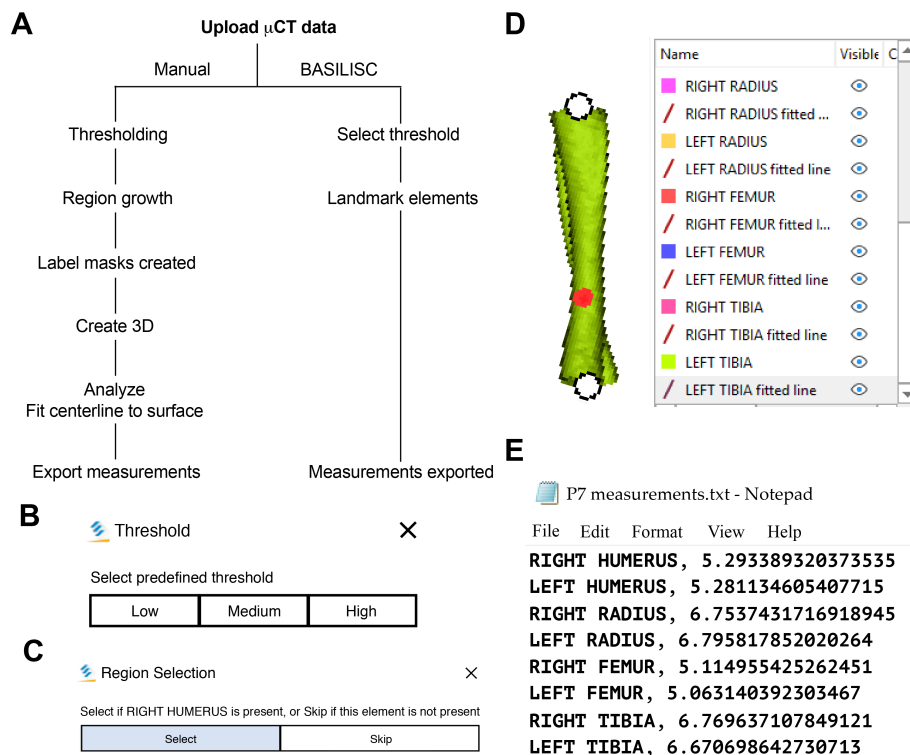 A
Upload µCT data
Manual
BASILISC
Thresholding
Select threshold
Region growth
Landmark elements
Label masks created
Create 3D
Analyze
Fit centerline to surface
Export measurements
Measurements exported
B
Threshold
Select predefined threshold
Low
Medium
High
C
Region Selection
Select if RIGHT HUMERUS is present, or Skip if this element is not present
Select
Skip
D
Name
Visible
C
RIGHT RADIUS
RIGHT RADIUS fitted ...
LEFT RADIUS
LEFT RADIUS fitted line
RIGHT FEMUR
RIGHT FEMUR fitted l...
LEFT FEMUR
LEFT FEMUR fitted line
RIGHT TIBIA
RIGHT TIBIA fitted line
LEFT TIBIA
LEFT TIBIA fitted line
E
P7 measurements.txt - Notepad
File Edit Format View Help
RIGHT HUMERUS, 5.293389320373535
LEFT HUMERUS, 5.281134605407715
RIGHT RADIUS, 6.7537431716918945
LEFT RADIUS, 6.795817852020264
RIGHT FEMUR, 5.114955425262451
LEFT FEMUR, 5.063140392303467
RIGHT TIBIA, 6.769637107849121
LEFT TIBIA, 6.670698642730713